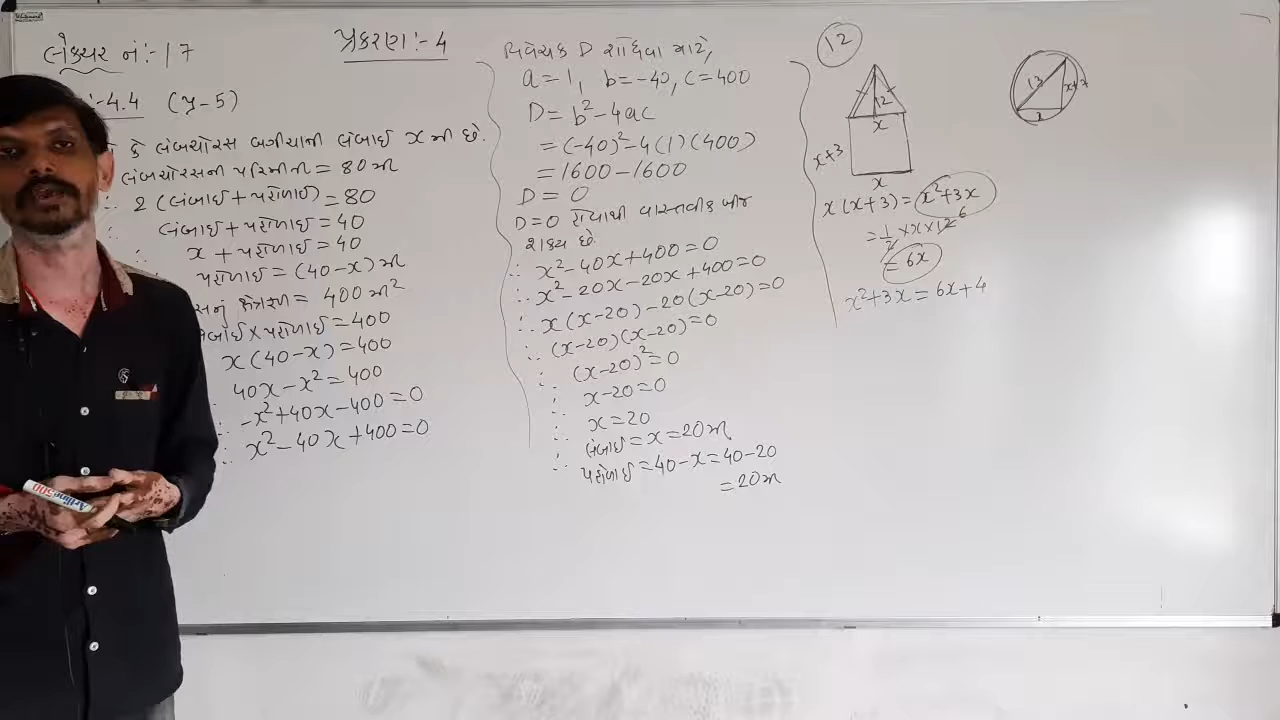 લેક્ચર નં:- 17
પ્રકરણ:- 4
:-4.4 (પ્ર-5)
કે લંબચોરસ બગીચાની લંબાઈ x મી છે.
લંબચોરસની પરિમીતી = 80 મી
∴ 2 (લંબાઈ + પહોળાઈ) = 80
∴ લંબાઈ + પહોળાઈ = 40
∴ x + પહોળાઈ = 40
∴ પહોળાઈ = (40-x) મી
સનું ક્ષેત્રફળ = 400 મી²
લંબાઈ × પહોળાઈ = 400
x (40-x) = 400
40x - x² = 400
∴ -x² + 40x - 400 = 0
∴ x² - 40x + 400 = 0
વિવેચક D શોધવા માટે,
a = 1, b = -40, c = 400
D = b² - 4ac
= (-40)² - 4 (1) (400)
= 1600 - 1600
D = 0
D = 0 હોવાથી વાસ્તવીક બીજ
શક્ય છે.
∴ x² - 40x + 400 = 0
∴ x² - 20x - 20x + 400 = 0
∴ x (x-20) - 20 (x-20) = 0
∴ (x-20) (x-20) = 0
∴ (x-20)² = 0
∴ x - 20 = 0
∴ x = 20
∴ લંબાઈ = x = 20 મી
∴ પહોળાઈ = 40 - x = 40 - 20
= 20 મી
12
12
x
x+3
x
x (x+3) = x² + 3x
= 1/2 × x × 12 6
= 6x
x² + 3x = 6x + 4
13
x+7
x
Artline 500